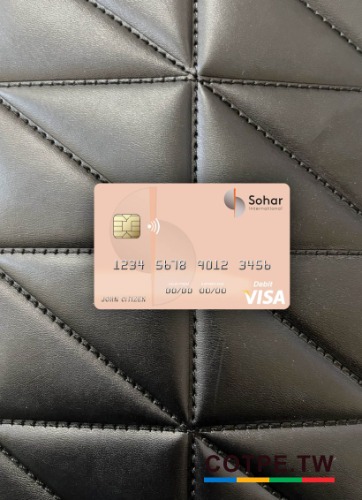 Sohar
International
1234 5678 9012 3456
00/00 00/00
JOHN CITIZEN
Debit
VISA
COTPE.TW